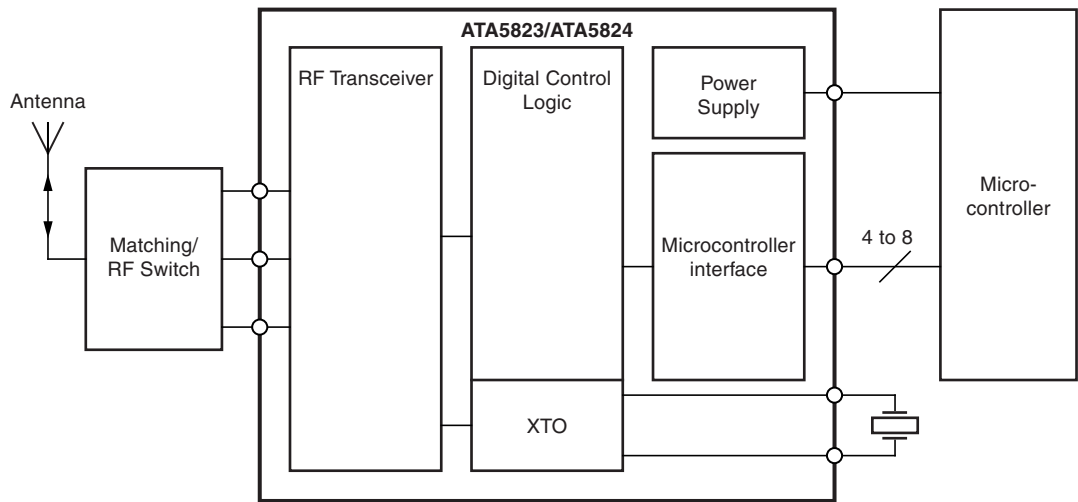 ATA5823/ATA5824
RF Transceiver
Digital Control
Logic
Power
Supply
Antenna
Micro-
controller
Matching/
RF Switch
Microcontroller
interface
4 to 8
XTO